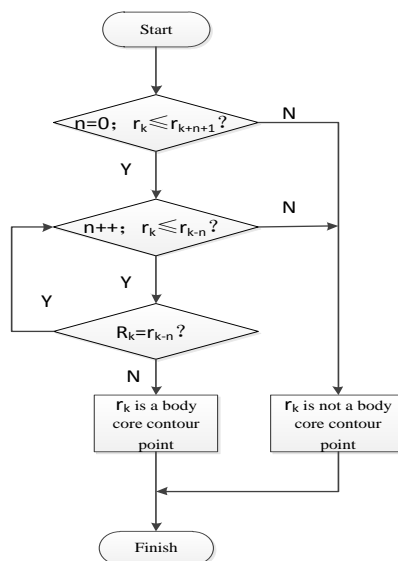 Start
n=0； rk≤rk+n+1?
N
Y
n++； rk≤rk-n?
N
Y
Y
Rk=rk-n?
N
rk is a body
core contour
point
rk is not a body
core contour
point
Finish